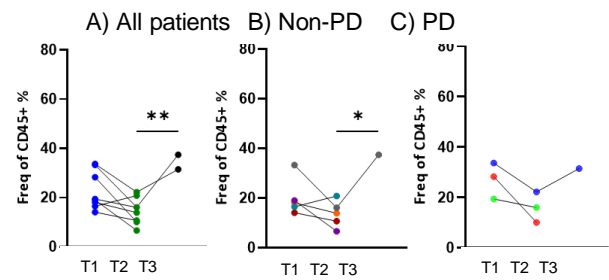 A) All patients B) Non-PD C) PD
80 80 80
60 60 60
40 40 40
20 20 20
0 0 0
Freq of CD45+ % Freq of CD45+ % Freq of CD45+ %
** *
T1 T2 T3 T1 T2 T3 T1 T2 T3